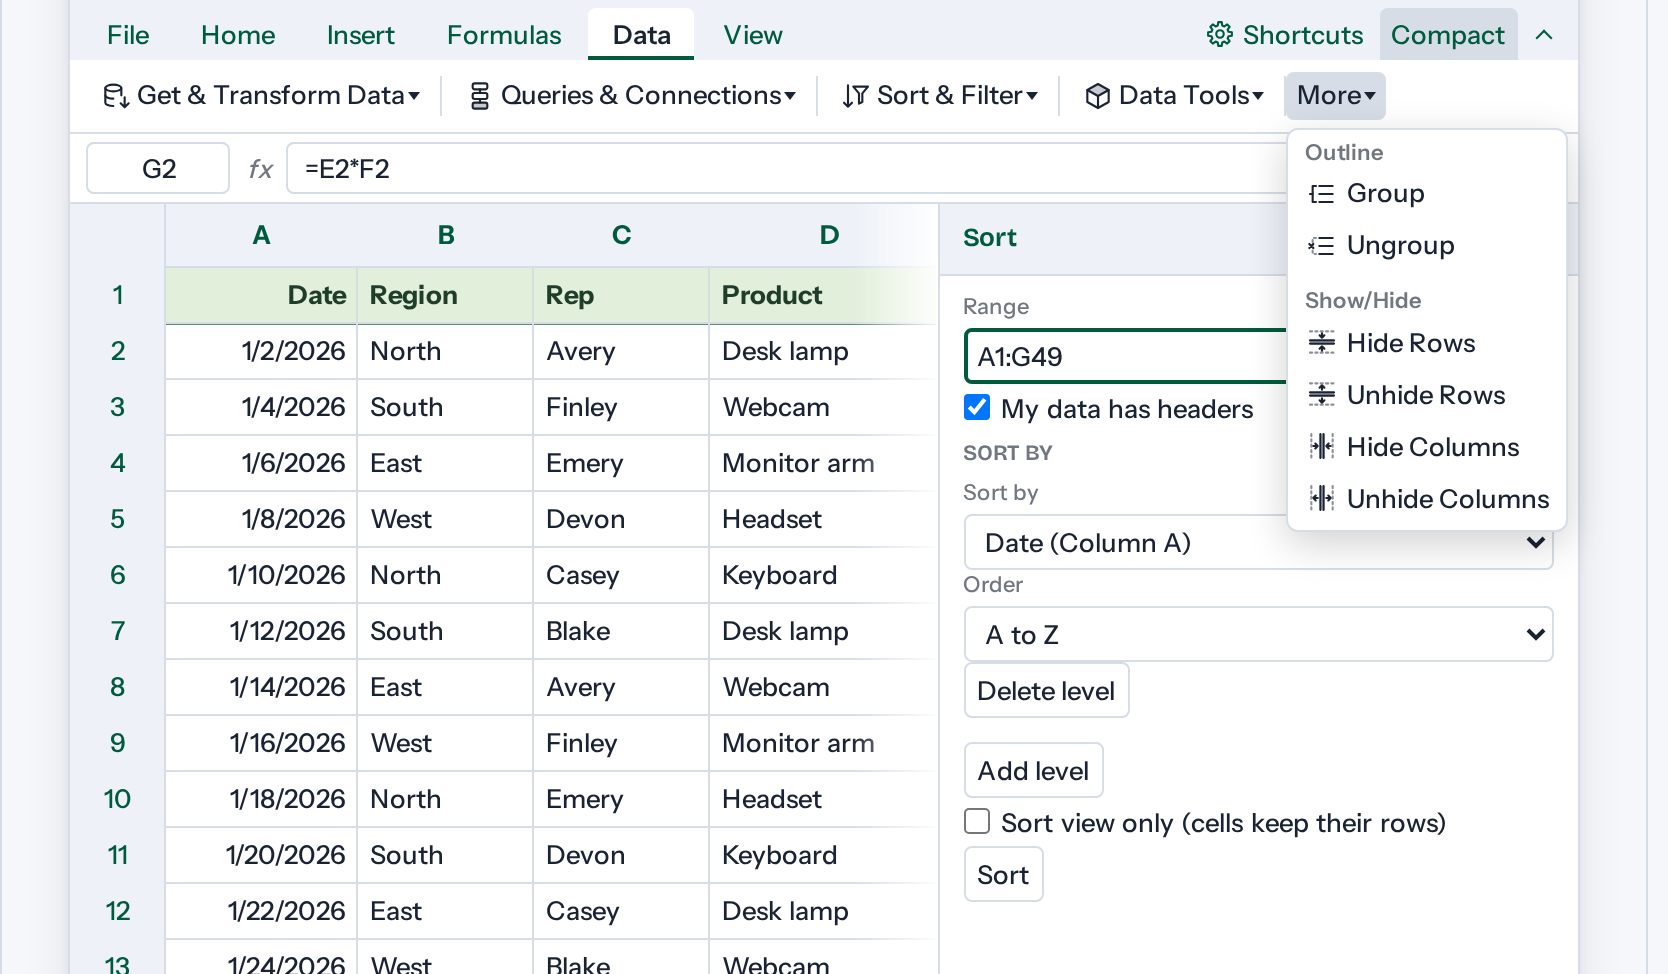 File Home Insert Formulas Data View Shortcuts Compact
Get & Transform Data Queries & Connections Sort & Filter Data Tools More
G2 fx =E2*F2
Outline
Group
Ungroup
Show/Hide
Hide Rows
Unhide Rows
Hide Columns
Unhide Columns
A B C D
1 Date Region Rep Product
2 1/2/2026 North Avery Desk lamp
3 1/4/2026 South Finley Webcam
4 1/6/2026 East Emery Monitor arm
5 1/8/2026 West Devon Headset
6 1/10/2026 North Casey Keyboard
7 1/12/2026 South Blake Desk lamp
8 1/14/2026 East Avery Webcam
9 1/16/2026 West Finley Monitor arm
10 1/18/2026 North Emery Headset
11 1/20/2026 South Devon Keyboard
12 1/22/2026 East Casey Desk lamp
13 1/24/2026 West Blake Webcam
Sort
Range
A1:G49
My data has headers
SORT BY
Sort by
Date (Column A)
Order
A to Z
Delete level
Add level
Sort view only (cells keep their rows)
Sort